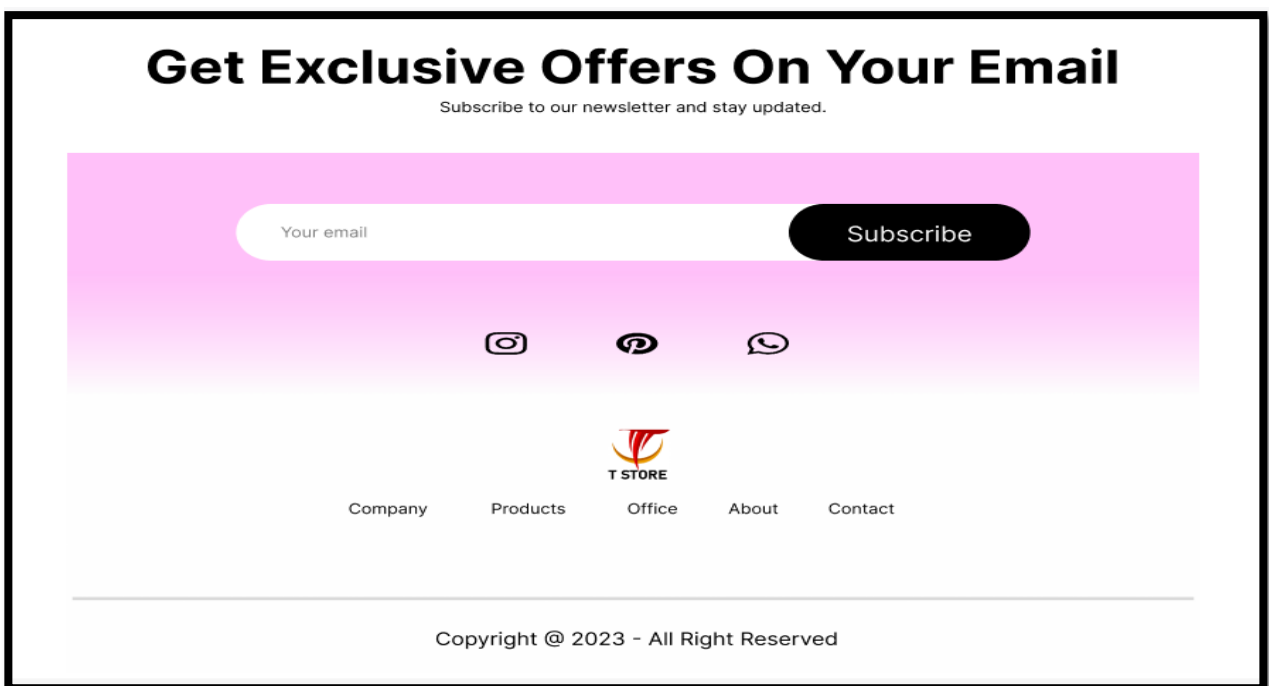 Get Exclusive Offers On Your Email
Subscribe to our newsletter and stay updated.
Your email Subscribe
T STORE
Company Products Office About Contact
Copyright @ 2023 - All Right Reserved